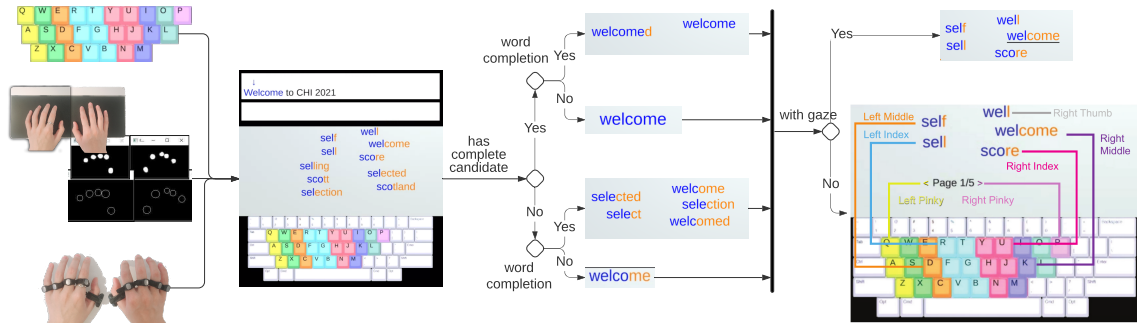 Q W E R T Y U I O P
A S D F G H J K L
Z X C V B N M
↓
Welcome to CHI 2021
self
well
welcome
sell
score
selling
selected
scott
scotland
selection
Q W E R T Y U I O P
A S D F G H J K L
Z X C V B N M
has
complete
candidate
Yes
No
word
completion
Yes
No
welcomed
welcome
welcome
word
completion
Yes
No
selected
welcome
select
selection
welcomed
welcome
with gaze
Yes
No
self
well
welcome
sell
score
Left Middle
self
well
Right Thumb
Left Index
sell
welcome
Right
Middle
score
Right Index
< Page 1/5 >
Left Pinky
Right Pinky
Q W E R T Y U I O P
A S D F G H J K L
Z X C V B N M